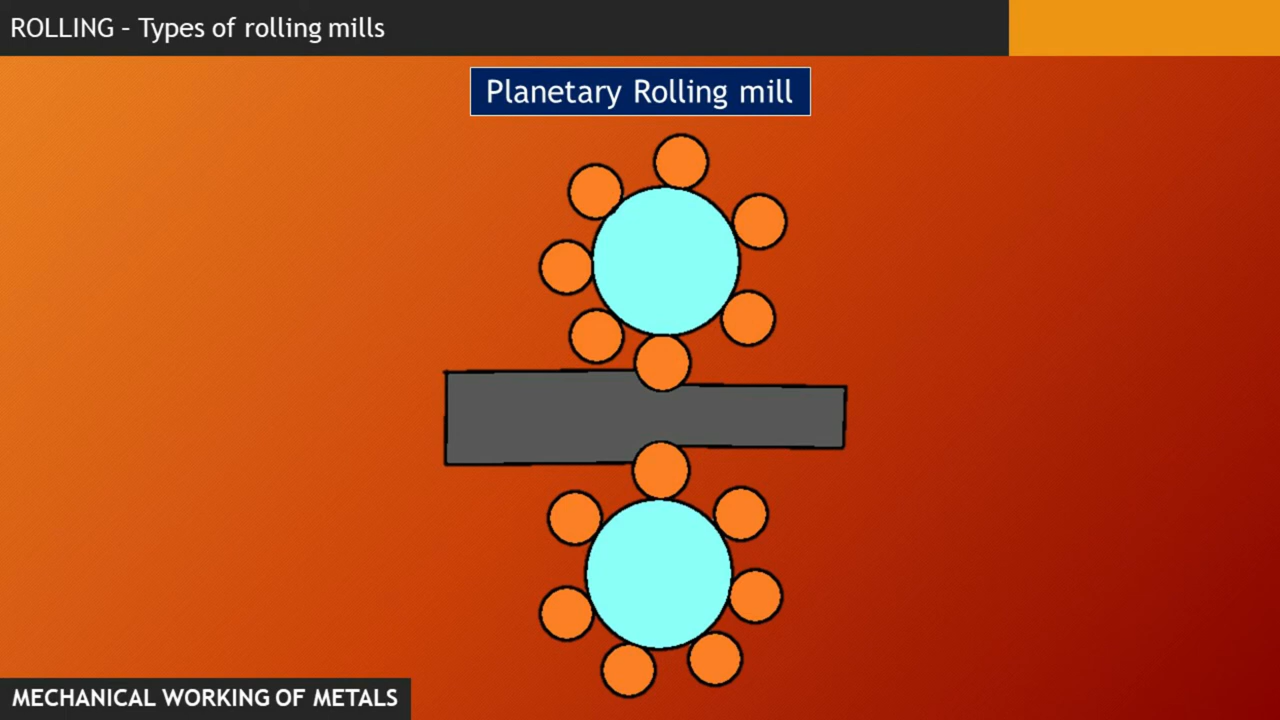 ROLLING – Types of rolling mills
Planetary Rolling mill
MECHANICAL WORKING OF METALS